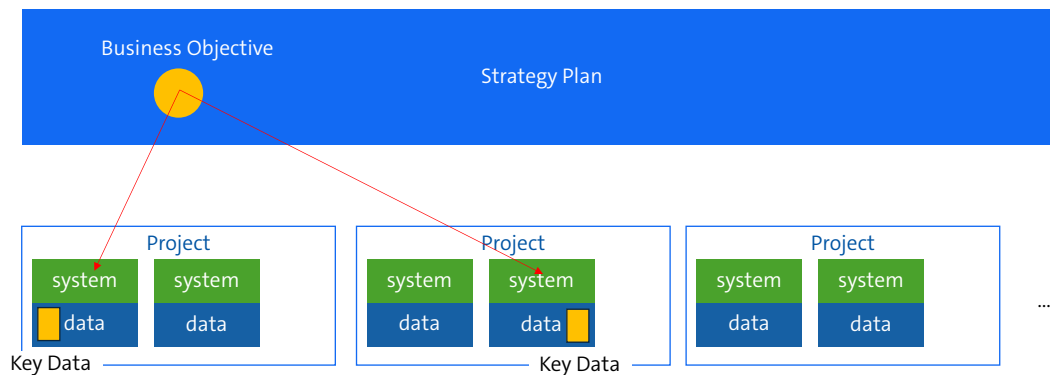 Business Objective
Strategy Plan
Project
Project
Project
system
system
system
system
system
system
data
data
data
data
data
data
...
Key Data
Key Data